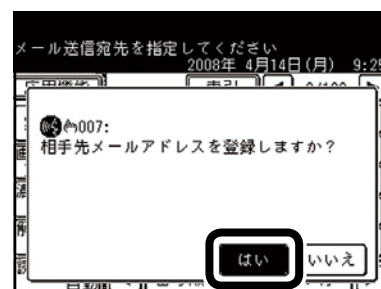 メール送信宛先を指定してください
2008年 4月14日(月) 9:25
007:
相手先メールアドレスを登録しますか?
はい
いいえ